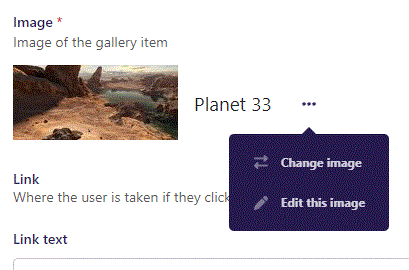 Image *
Image of the gallery item
Planet 33
Change image
Edit this image
Link
Where the user is taken if they click
Link text